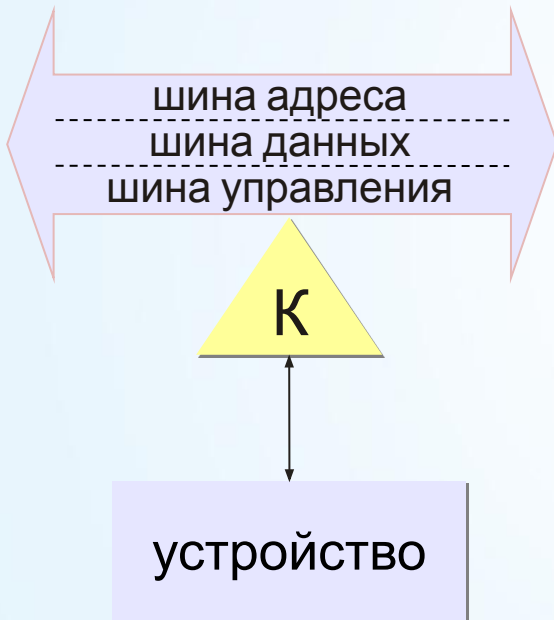 шина адреса
шина данных
шина управления
К
устройство